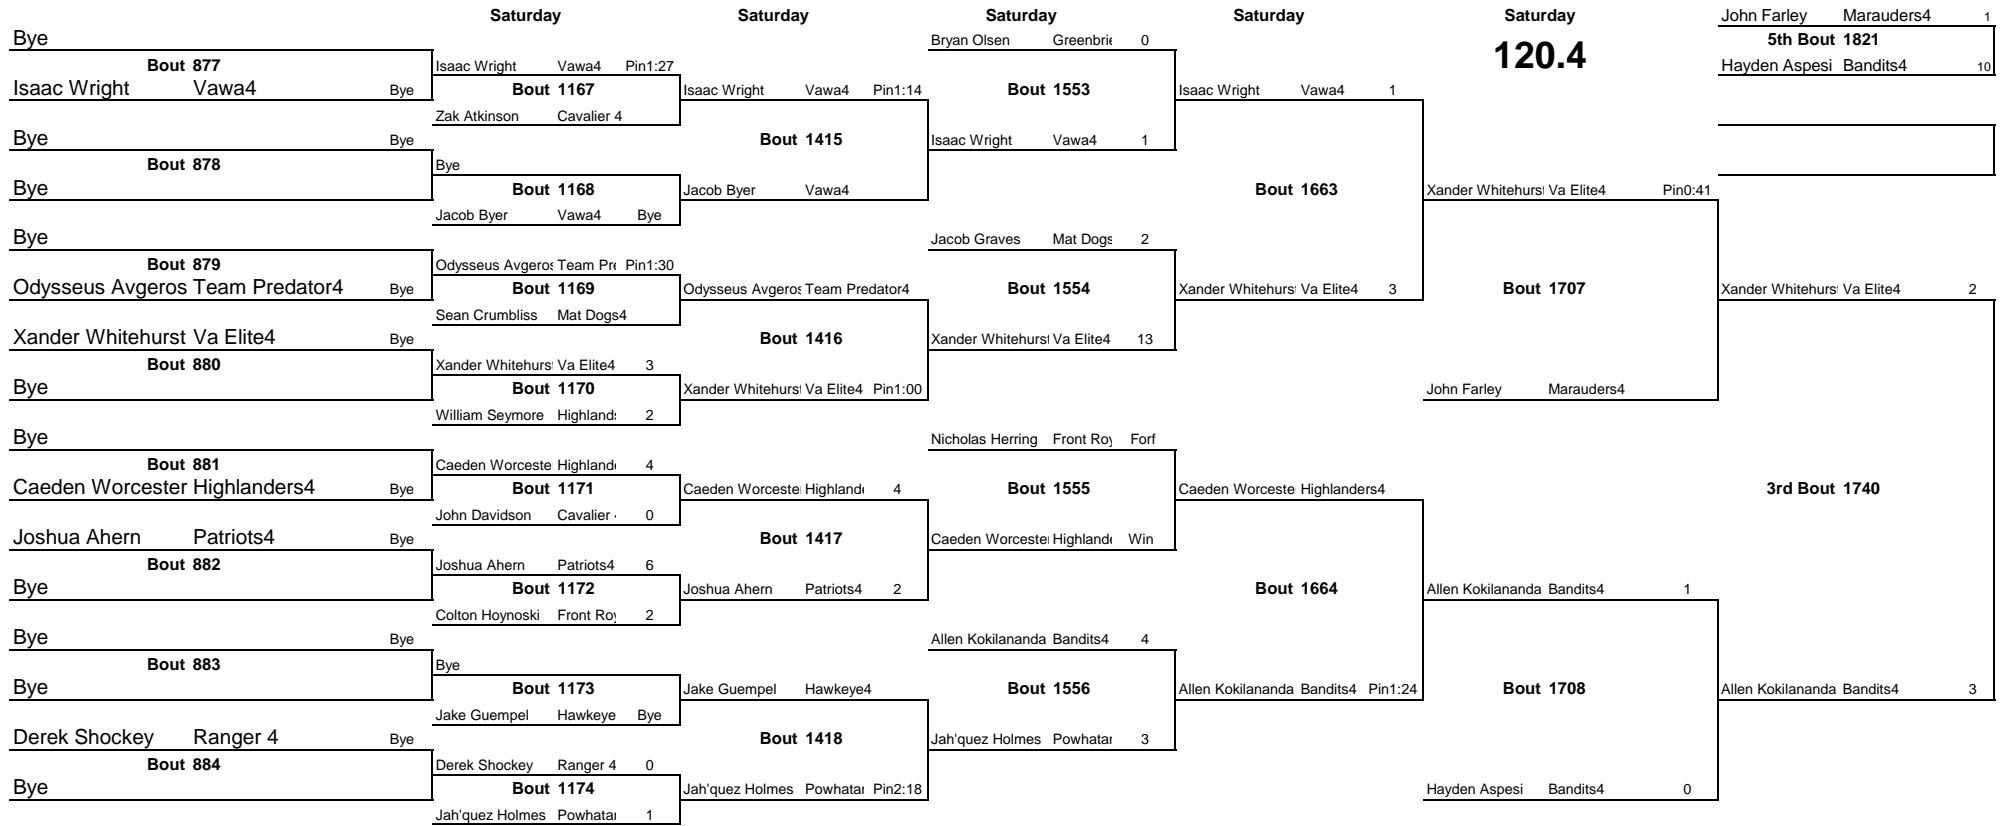 Saturday Saturday Saturday Saturday Saturday
120.4
John Farley Marauders4 1
5th Bout 1821
Hayden Aspesi Bandits4 10
Bye
Bout 877
Isaac Wright Vawa4 Bye
Bye Bye
Bout 878
Bye
Bye
Bout 879
Odysseus Avgeros Team Predator4 Bye
Xander Whitehurst Va Elite4 Bye
Bout 880
Bye
Bye
Bout 881
Caeden Worcester Highlanders4 Bye
Joshua Ahern Patriots4 Bye
Bout 882
Bye
Bye Bye
Bout 883
Bye
Derek Shockey Ranger 4 Bye
Bout 884
Bye
Isaac Wright Vawa4 Pin1:27
Bout 1167
Zak Atkinson Cavalier 4
Bye
Bout 1168
Jacob Byer Vawa4 Bye
Odysseus Avgeros Team Pre Pin1:30
Bout 1169
Sean Crumbliss Mat Dogs4
Xander Whitehurs Va Elite4 3
Bout 1170
William Seymore Highlands 2
Caeden Worceste Highlande 4
Bout 1171
John Davidson Cavalier 0
Joshua Ahern Patriots4 6
Bout 1172
Colton Hoynoski Front Roy 2
Bye
Bout 1173
Jake Guempel Hawkeye Bye
Derek Shockey Ranger 4 0
Bout 1174
Jah'quez Holmes Powhatan 1
Isaac Wright Vawa4 Pin1:14
Bout 1415
Jacob Byer Vawa4
Odysseus Avgeros Team Predator4
Bout 1416
Xander Whitehurst Va Elite4 Pin1:00
Caeden Worceste Highlande 4
Bout 1417
Joshua Ahern Patriots4 2
Jake Guempel Hawkeye4
Bout 1418
Jah'quez Holmes Powhatan Pin2:18
Bryan Olsen Greenbrie 0
Bout 1553
Isaac Wright Vawa4 1
Jacob Graves Mat Dogs 2
Bout 1554
Xander Whitehurst Va Elite4 13
Nicholas Herring Front Roy Forf
Bout 1555
Caeden Worceste Highlande Win
Allen Kokilananda Bandits4 4
Bout 1556
Jah'quez Holmes Powhatan 3
Isaac Wright Vawa4 1
Bout 1663
Xander Whitehurst Va Elite4 3
Caeden Worceste Highlanders4
Bout 1664
Allen Kokilananda Bandits4 Pin1:24
Xander Whitehurst Va Elite4 Pin0:41
Bout 1707
John Farley Marauders4
Allen Kokilananda Bandits4 1
Bout 1708
Hayden Aspesi Bandits4 0
Xander Whitehurst Va Elite4 2
3rd Bout 1740
Allen Kokilananda Bandits4 3